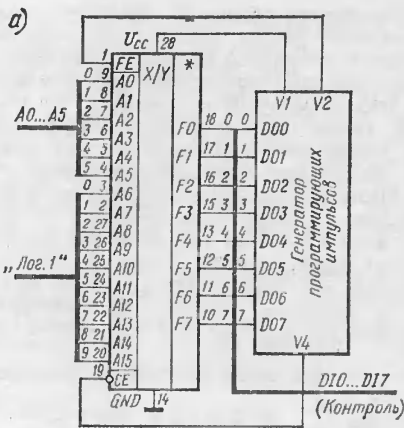 а)
Ucc 28
1 FE X/Y * V1 V2
0 9 A0
A0...A5 1 8 A1 F0 18 0 0 D00
2 7 A2 F1 17 1 1 D01
3 6 A3 F2 16 2 2 D02
4 5 A4 F3 15 3 3 D03
5 4 A5 F4 13 4 4 D04
0 3 A6 F5 12 5 5 D05
1 2 A7 F6 11 6 6 D06
2 27 A8 F7 10 7 7 D07
3 26 A9
„Лог.1“ 4 25 A10
5 24 A11
6 23 A12
7 22 A13
8 21 A14
9 20 A15
19 CE
GND 14
Генератор
программирующих
импульсов
V4
DI0...DI7
(Контроль)